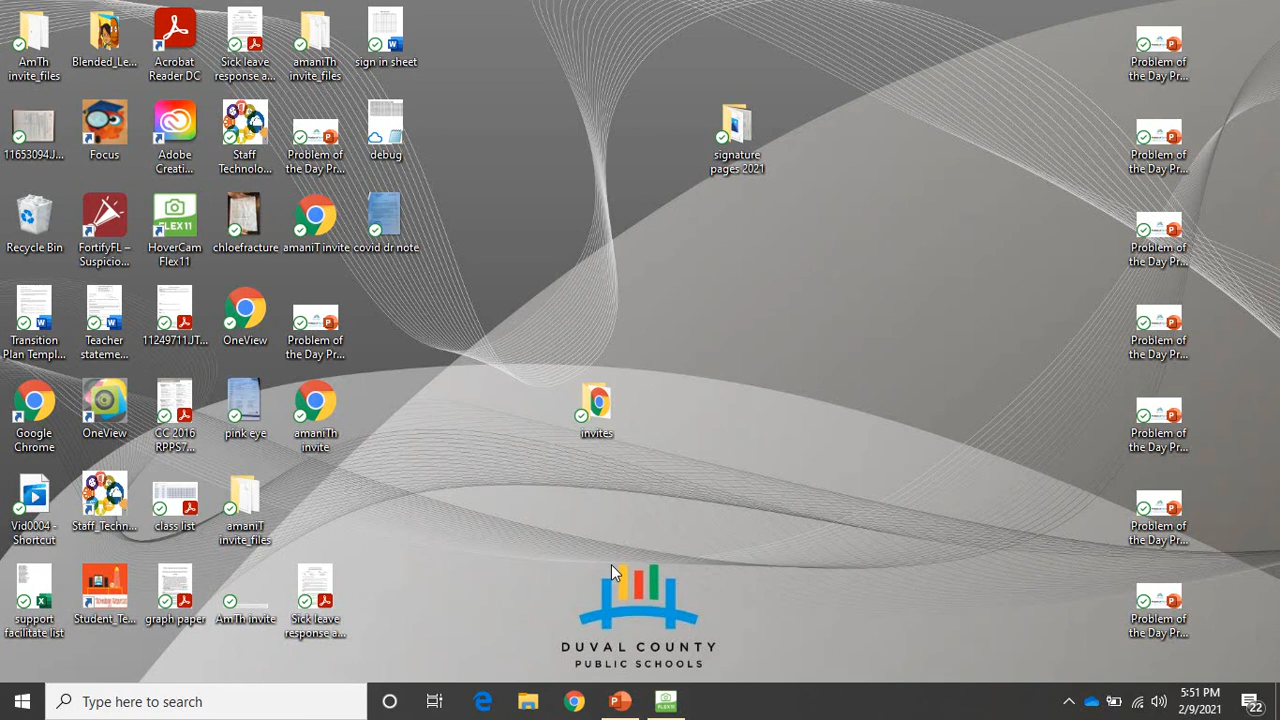 AmTh
invite_files
Blended_Le...
Acrobat
Reader DC
Sick leave
response a...
amaniTh
invite_files
sign in sheet
Problem of
the Day Pr...
11653094.J...
Focus
Adobe
Creati...
Staff
Technolo...
Problem of
the Day Pr...
debug
signature
pages 2021
Problem of
the Day Pr...
Recycle Bin
FortifyFL –
Suspicio...
FLEX11
HoverCam
Flex11
chloefracture
amaniT invite
covid dr note
Problem of
the Day Pr...
Transition
Plan Templ...
Teacher
stateme...
11249711.JT...
OneView
Problem of
the Day Pr...
Problem of
the Day Pr...
Google
Chrome
OneView
CC 2016
RPPS7...
pink eye
amaniTh
invite
invites
Problem of
the Day Pr...
Vid0004 -
Shortcut
Staff_Techn...
class list
amaniT
invite_files
Problem of
the Day Pr...
support
facilitate list
Student_Te...
graph paper
AmTh invite
Sick leave
response a...
Problem of
the Day Pr...
DUVAL COUNTY
PUBLIC SCHOOLS
Type here to search
FLEX11
5:51 PM
2/9/2021
22